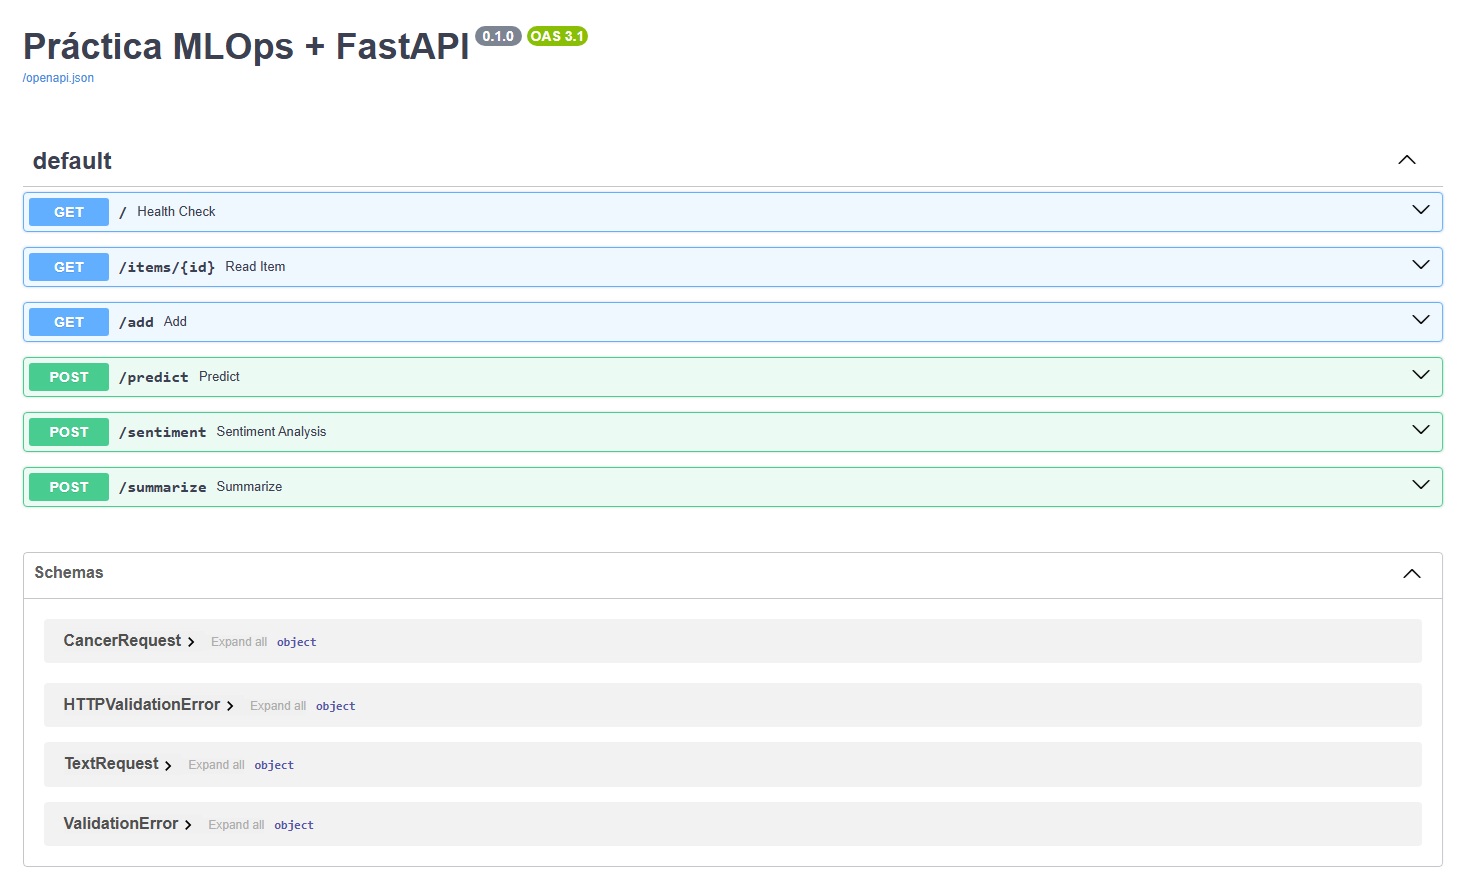 Práctica MLOps + FastAPI 0.1.0 OAS 3.1
/openapi.json
default
GET / Health Check
GET /items/{id} Read Item
GET /add Add
POST /predict Predict
POST /sentiment Sentiment Analysis
POST /summarize Summarize
Schemas
CancerRequest Expand all object
HTTPValidationError Expand all object
TextRequest Expand all object
ValidationError Expand all object